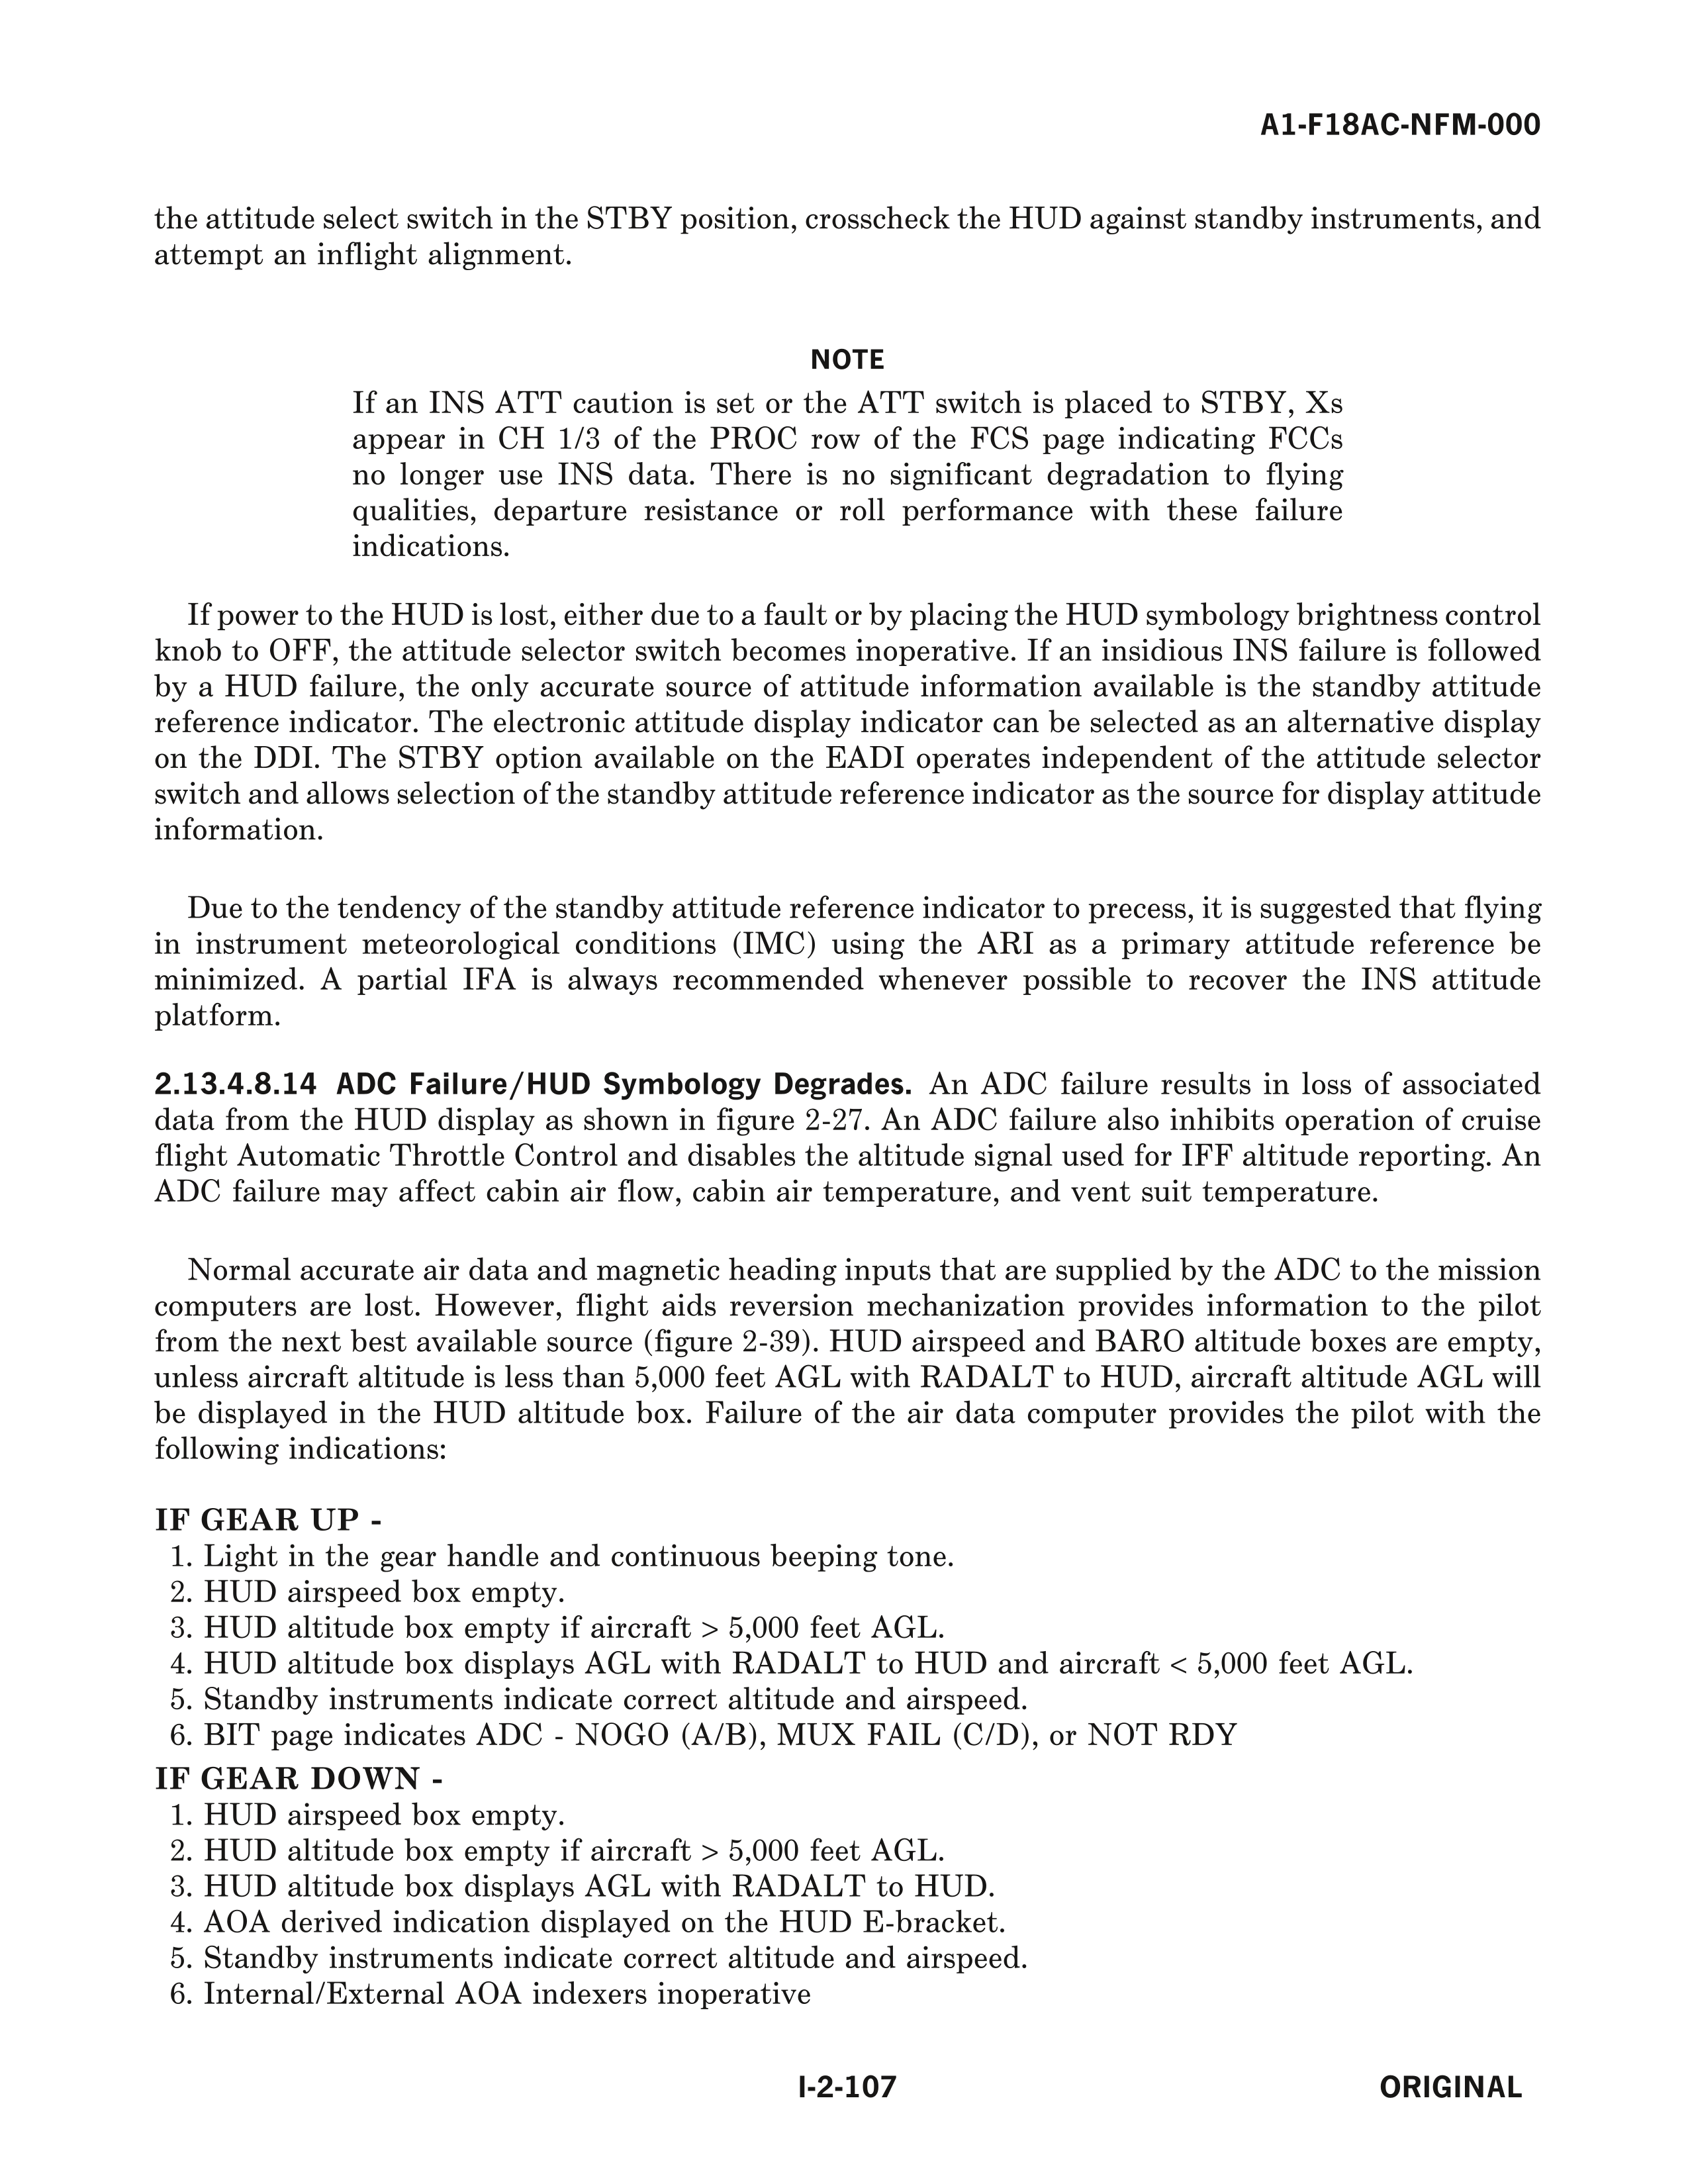 A1-F18AC-NFM-000
the attitude select switch in the STBY position, crosscheck the HUD against standby instruments, and
attempt an inflight alignment.
NOTE
If an INS ATT caution is set or the ATT switch is placed to STBY, Xs
appear in CH 1/3 of the PROC row of the FCS page indicating FCCs
no longer use INS data. There is no significant degradation to flying
qualities, departure resistance or roll performance with these failure
indications.
If power to the HUD is lost, either due to a fault or by placing the HUD symbology brightness control
knob to OFF, the attitude selector switch becomes inoperative. If an insidious INS failure is followed
by a HUD failure, the only accurate source of attitude information available is the standby attitude
reference indicator. The electronic attitude display indicator can be selected as an alternative display
on the DDI. The STBY option available on the EADI operates independent of the attitude selector
switch and allows selection of the standby attitude reference indicator as the source for display attitude
information.
Due to the tendency of the standby attitude reference indicator to precess, it is suggested that flying
in instrument meteorological conditions (IMC) using the ARI as a primary attitude reference be
minimized. A partial IFA is always recommended whenever possible to recover the INS attitude
platform.
2.13.4.8.14 ADC Failure/HUD Symbology Degrades. An ADC failure results in loss of associated
data from the HUD display as shown in figure 2-27. An ADC failure also inhibits operation of cruise
flight Automatic Throttle Control and disables the altitude signal used for IFF altitude reporting. An
ADC failure may affect cabin air flow, cabin air temperature, and vent suit temperature.
Normal accurate air data and magnetic heading inputs that are supplied by the ADC to the mission
computers are lost. However, flight aids reversion mechanization provides information to the pilot
from the next best available source (figure 2-39). HUD airspeed and BARO altitude boxes are empty,
unless aircraft altitude is less than 5,000 feet AGL with RADALT to HUD, aircraft altitude AGL will
be displayed in the HUD altitude box. Failure of the air data computer provides the pilot with the
following indications:
IF GEAR UP -
1. Light in the gear handle and continuous beeping tone.
2. HUD airspeed box empty.
3. HUD altitude box empty if aircraft > 5,000 feet AGL.
4. HUD altitude box displays AGL with RADALT to HUD and aircraft < 5,000 feet AGL.
5. Standby instruments indicate correct altitude and airspeed.
6. BIT page indicates ADC - NOGO (A/B), MUX FAIL (C/D), or NOT RDY
IF GEAR DOWN -
1. HUD airspeed box empty.
2. HUD altitude box empty if aircraft > 5,000 feet AGL.
3. HUD altitude box displays AGL with RADALT to HUD.
4. AOA derived indication displayed on the HUD E-bracket.
5. Standby instruments indicate correct altitude and airspeed.
6. Internal/External AOA indexers inoperative
I-2-107
ORIGINAL